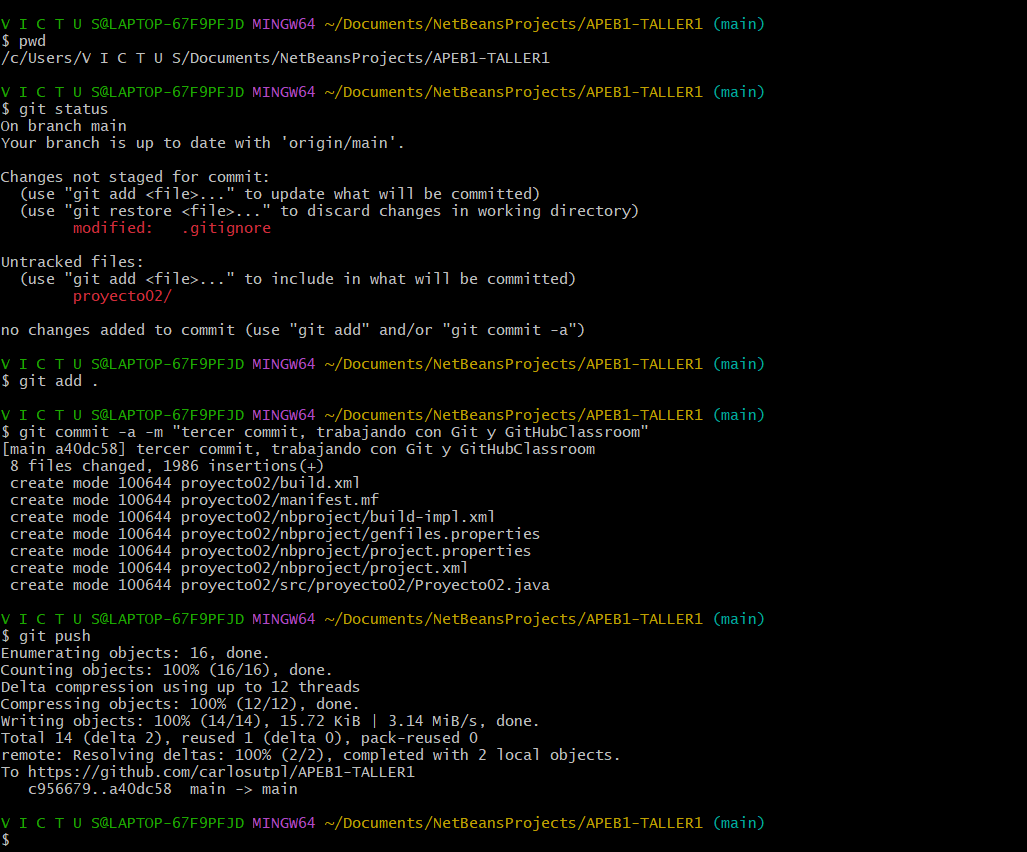 V I C T U S@LAPTOP-67F9PFJD MINGW64 ~/Documents/NetBeansProjects/APEB1-TALLER1 (main)
$ pwd
/c/Users/V I C T U S/Documents/NetBeansProjects/APEB1-TALLER1
V I C T U S@LAPTOP-67F9PFJD MINGW64 ~/Documents/NetBeansProjects/APEB1-TALLER1 (main)
$ git status
On branch main
Your branch is up to date with 'origin/main'.
Changes not staged for commit:
  (use "git add <file>..." to update what will be committed)
  (use "git restore <file>..." to discard changes in working directory)
        modified:   .gitignore
Untracked files:
  (use "git add <file>..." to include in what will be committed)
        proyecto02/
no changes added to commit (use "git add" and/or "git commit -a")
V I C T U S@LAPTOP-67F9PFJD MINGW64 ~/Documents/NetBeansProjects/APEB1-TALLER1 (main)
$ git add .
V I C T U S@LAPTOP-67F9PFJD MINGW64 ~/Documents/NetBeansProjects/APEB1-TALLER1 (main)
$ git commit -a -m "tercer commit, trabajando con Git y GitHubClassroom"
[main a40dc58] tercer commit, trabajando con Git y GitHubClassroom
 8 files changed, 1986 insertions(+)
 create mode 100644 proyecto02/build.xml
 create mode 100644 proyecto02/manifest.mf
 create mode 100644 proyecto02/nbproject/build-impl.xml
 create mode 100644 proyecto02/nbproject/genfiles.properties
 create mode 100644 proyecto02/nbproject/project.properties
 create mode 100644 proyecto02/nbproject/project.xml
 create mode 100644 proyecto02/src/proyecto02/Proyecto02.java
V I C T U S@LAPTOP-67F9PFJD MINGW64 ~/Documents/NetBeansProjects/APEB1-TALLER1 (main)
$ git push
Enumerating objects: 16, done.
Counting objects: 100% (16/16), done.
Delta compression using up to 12 threads
Compressing objects: 100% (12/12), done.
Writing objects: 100% (14/14), 15.72 KiB | 3.14 MiB/s, done.
Total 14 (delta 2), reused 1 (delta 0), pack-reused 0
remote: Resolving deltas: 100% (2/2), completed with 2 local objects.
To https://github.com/carlosutpl/APEB1-TALLER1
   c956679..a40dc58  main -> main
V I C T U S@LAPTOP-67F9PFJD MINGW64 ~/Documents/NetBeansProjects/APEB1-TALLER1 (main)
$